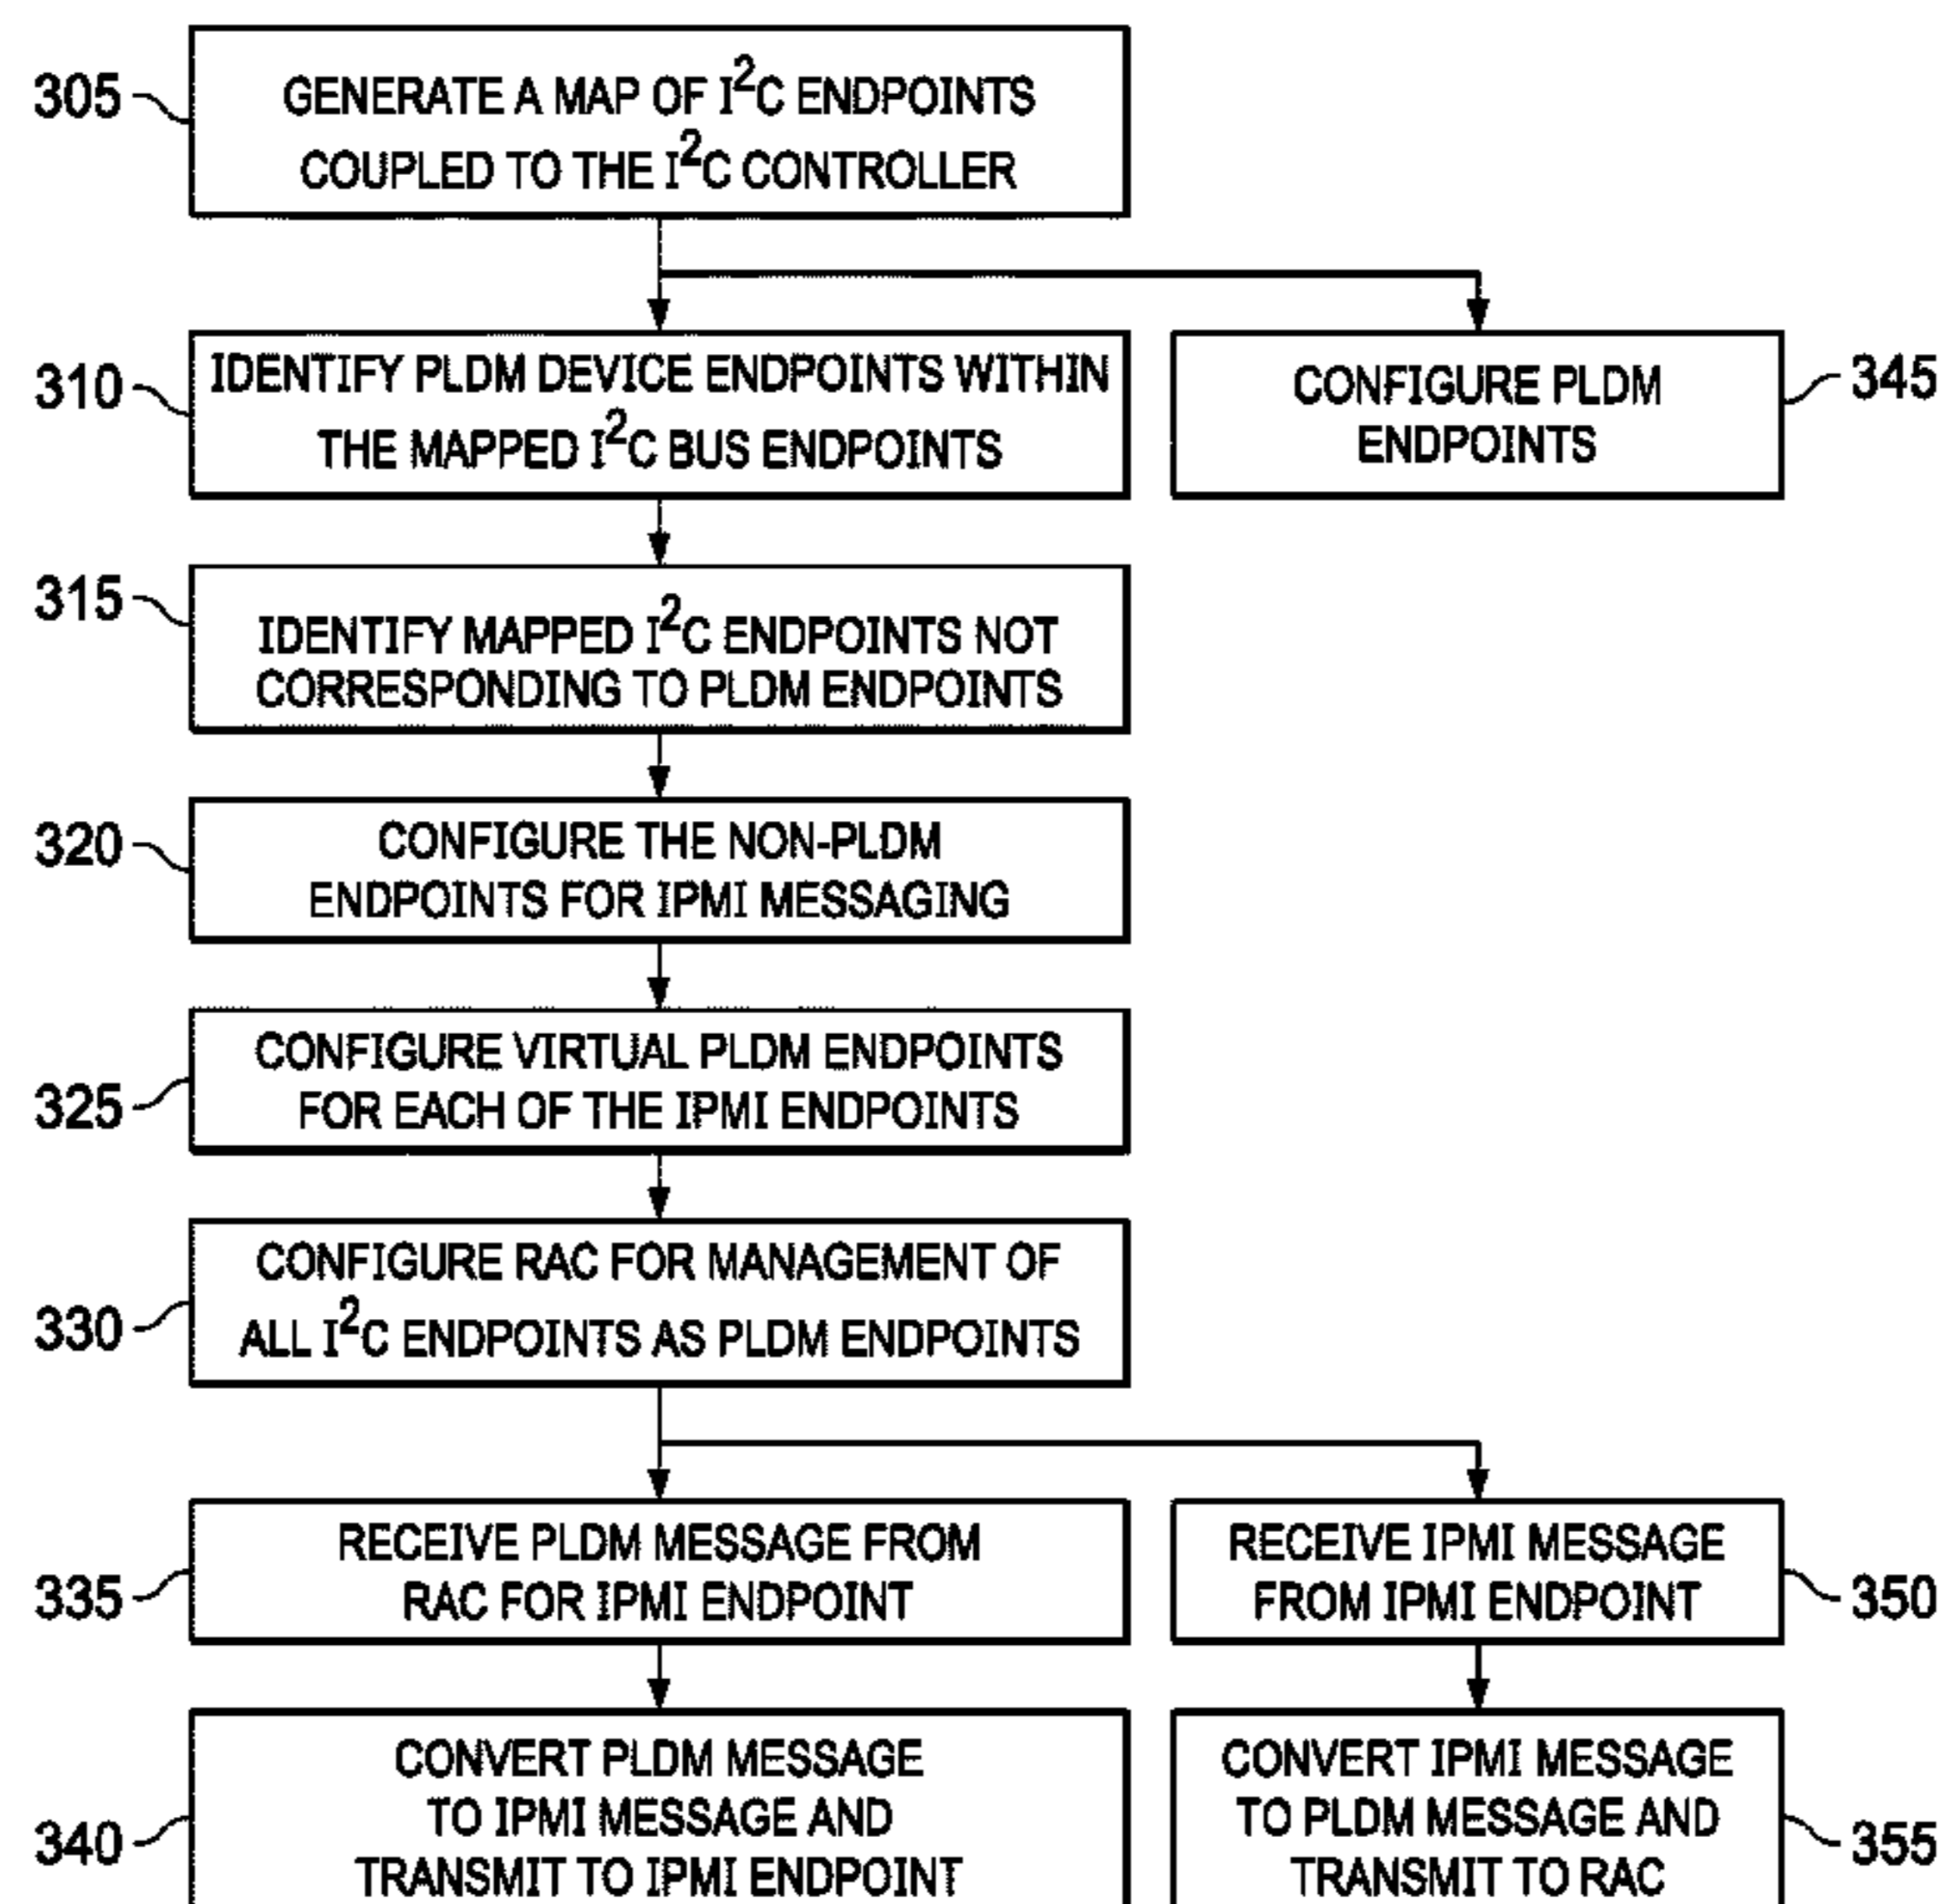 305
GENERATE A MAP OF I²C ENDPOINTS
COUPLED TO THE I²C CONTROLLER
310
IDENTIFY PLDM DEVICE ENDPOINTS WITHIN
THE MAPPED I²C BUS ENDPOINTS
CONFIGURE PLDM
ENDPOINTS
345
315
IDENTIFY MAPPED I²C ENDPOINTS NOT
CORRESPONDING TO PLDM ENDPOINTS
320
CONFIGURE THE NON-PLDM
ENDPOINTS FOR IPMI MESSAGING
325
CONFIGURE VIRTUAL PLDM ENDPOINTS
FOR EACH OF THE IPMI ENDPOINTS
330
CONFIGURE RAC FOR MANAGEMENT OF
ALL I²C ENDPOINTS AS PLDM ENDPOINTS
335
RECEIVE PLDM MESSAGE FROM
RAC FOR IPMI ENDPOINT
RECEIVE IPMI MESSAGE
FROM IPMI ENDPOINT
350
340
CONVERT PLDM MESSAGE
TO IPMI MESSAGE AND
TRANSMIT TO IPMI ENDPOINT
CONVERT IPMI MESSAGE
TO PLDM MESSAGE AND
TRANSMIT TO RAC
355